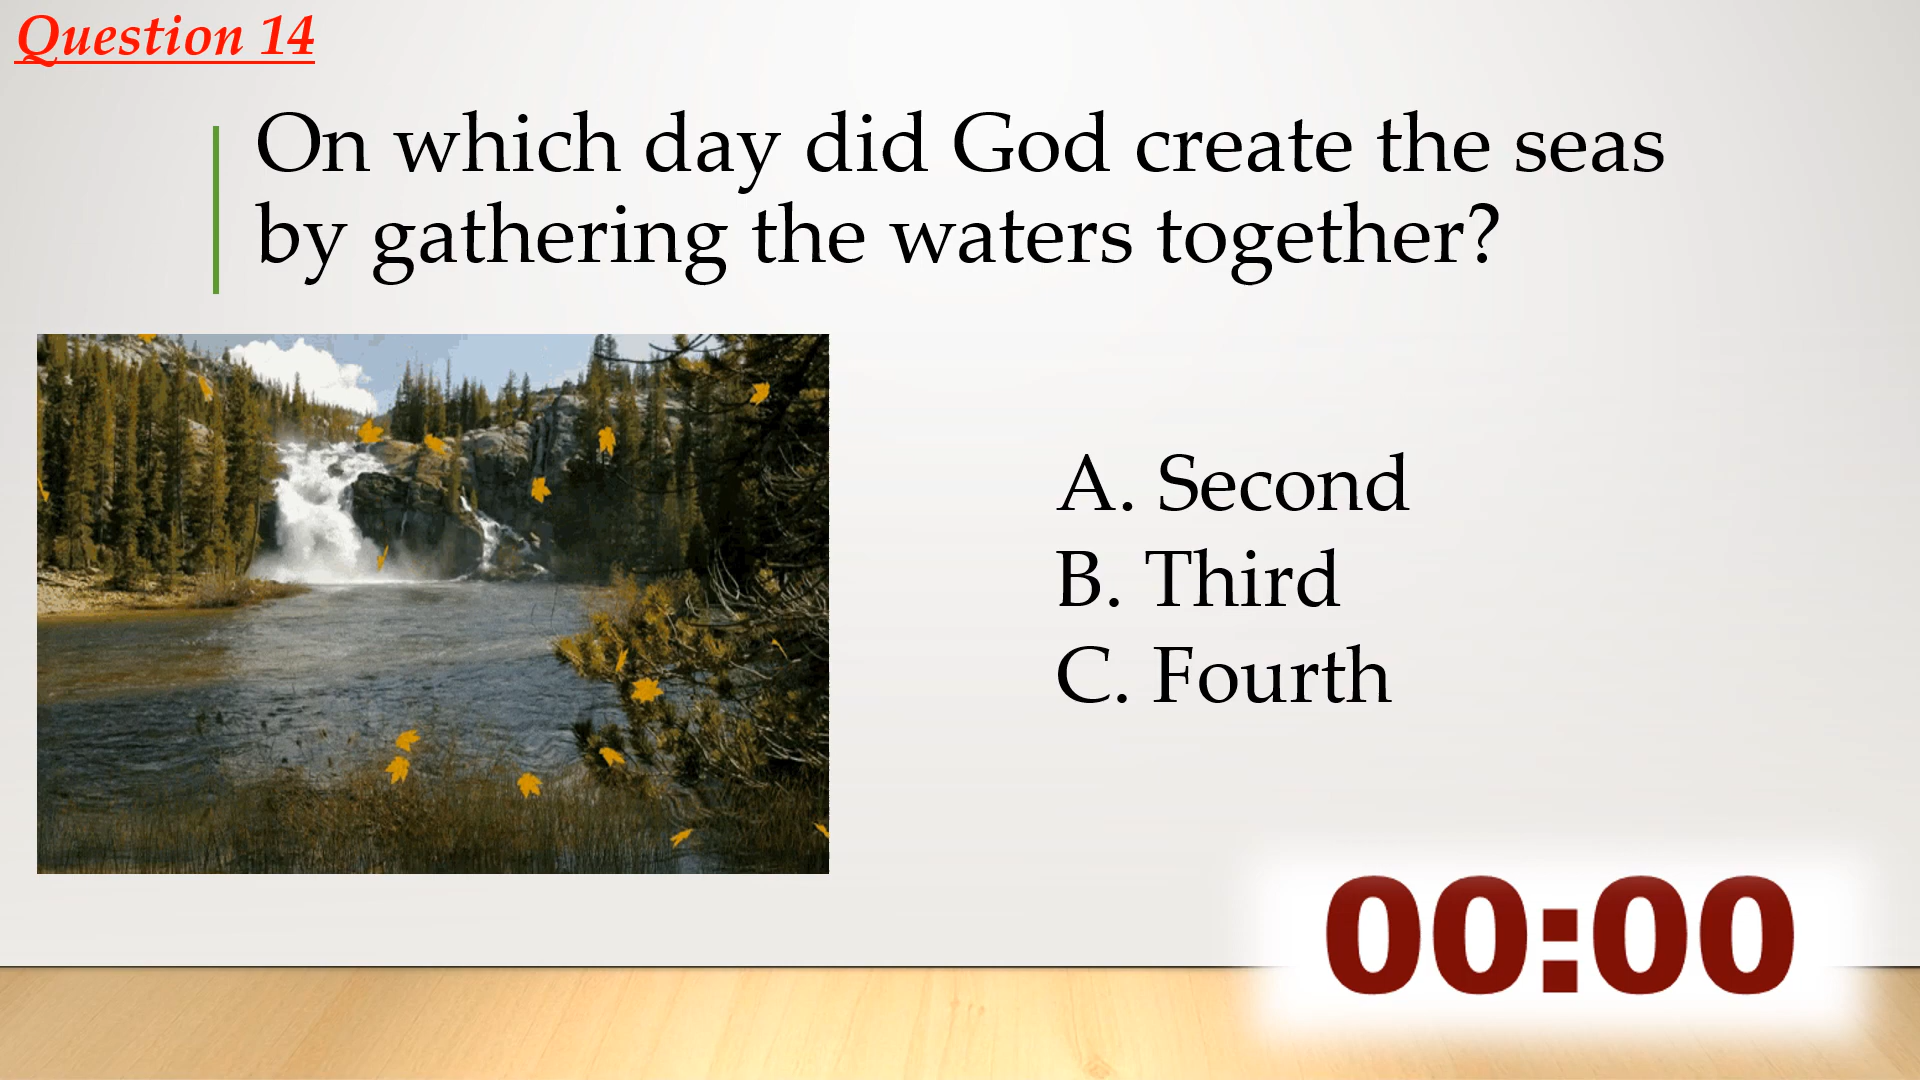 Question 14
On which day did God create the seas
by gathering the waters together?
A. Second
B. Third
C. Fourth
00:00